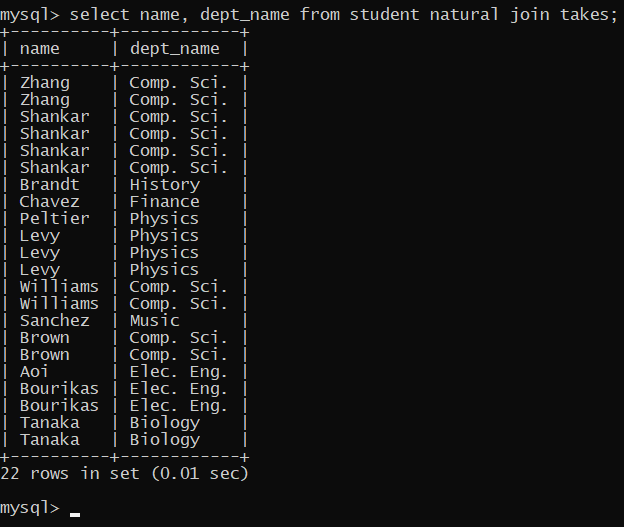 mysql> select name, dept_name from student natural join takes;
+----------+------------+
| name     | dept_name  |
+----------+------------+
| Zhang    | Comp. Sci. |
| Zhang    | Comp. Sci. |
| Shankar  | Comp. Sci. |
| Shankar  | Comp. Sci. |
| Shankar  | Comp. Sci. |
| Shankar  | Comp. Sci. |
| Brandt   | History    |
| Chavez   | Finance    |
| Peltier  | Physics    |
| Levy     | Physics    |
| Levy     | Physics    |
| Levy     | Physics    |
| Williams | Comp. Sci. |
| Williams | Comp. Sci. |
| Sanchez  | Music      |
| Brown    | Comp. Sci. |
| Brown    | Comp. Sci. |
| Aoi      | Elec. Eng. |
| Bourikas | Elec. Eng. |
| Bourikas | Elec. Eng. |
| Tanaka   | Biology    |
| Tanaka   | Biology    |
+----------+------------+
22 rows in set (0.01 sec)
mysql> _